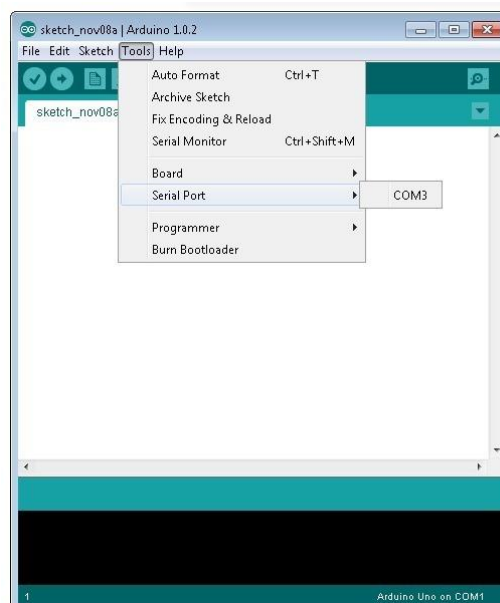 sketch_nov08a | Arduino 1.0.2
File Edit Sketch Tools Help
sketch_nov08a
Auto Format Ctrl+T
Archive Sketch
Fix Encoding & Reload
Serial Monitor Ctrl+Shift+M
Board
Serial Port
COM3
Programmer
Burn Bootloader
1
Arduino Uno on COM1